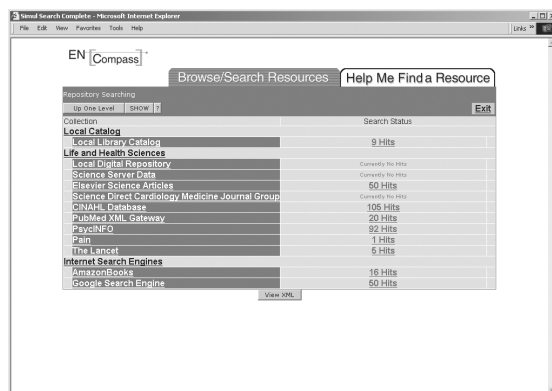 Simul Search Complete - Microsoft Internet Explorer
File Edit View Favorites Tools Help Links »
EN [Compass]
Browse/Search Resources Help Me Find a Resource
Repository Searching
Up One Level SHOW ? Exit
Collection Search Status
Local Catalog
Local Library Catalog 9 Hits
Life and Health Sciences
Local Digital Repository Currently No Hits
Science Server Data Currently No Hits
Elsevier Science Articles 50 Hits
Science Direct Cardiology Medicine Journal Group Currently No Hits
CINAHL Database 105 Hits
PubMed XML Gateway 20 Hits
PsycINFO 92 Hits
Pain 1 Hits
The Lancet 5 Hits
Internet Search Engines
AmazonBooks 16 Hits
Google Search Engine 50 Hits
View XML